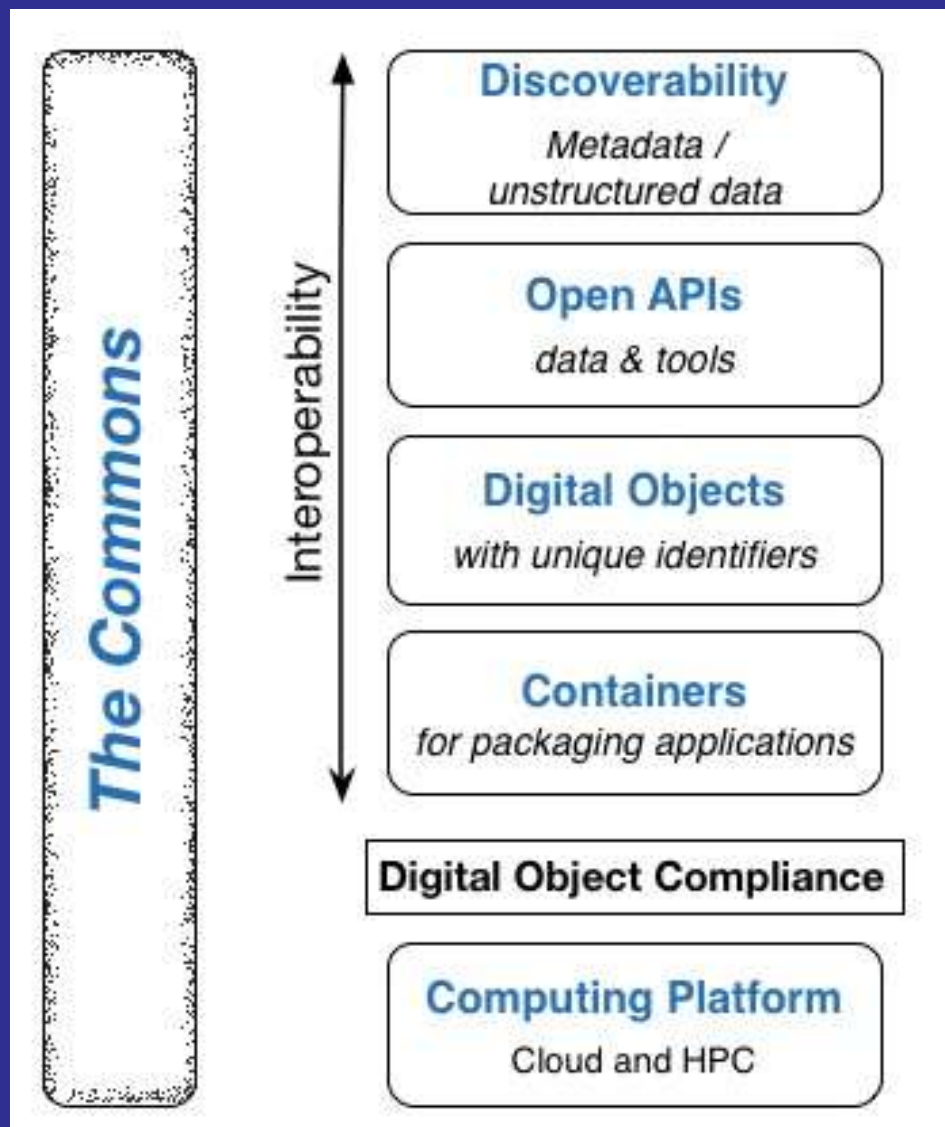 The Commons
Interoperability
Discoverability
Metadata /
unstructured data
Open APIs
data & tools
Digital Objects
with unique identifiers
Containers
for packaging applications
Digital Object Compliance
Computing Platform
Cloud and HPC